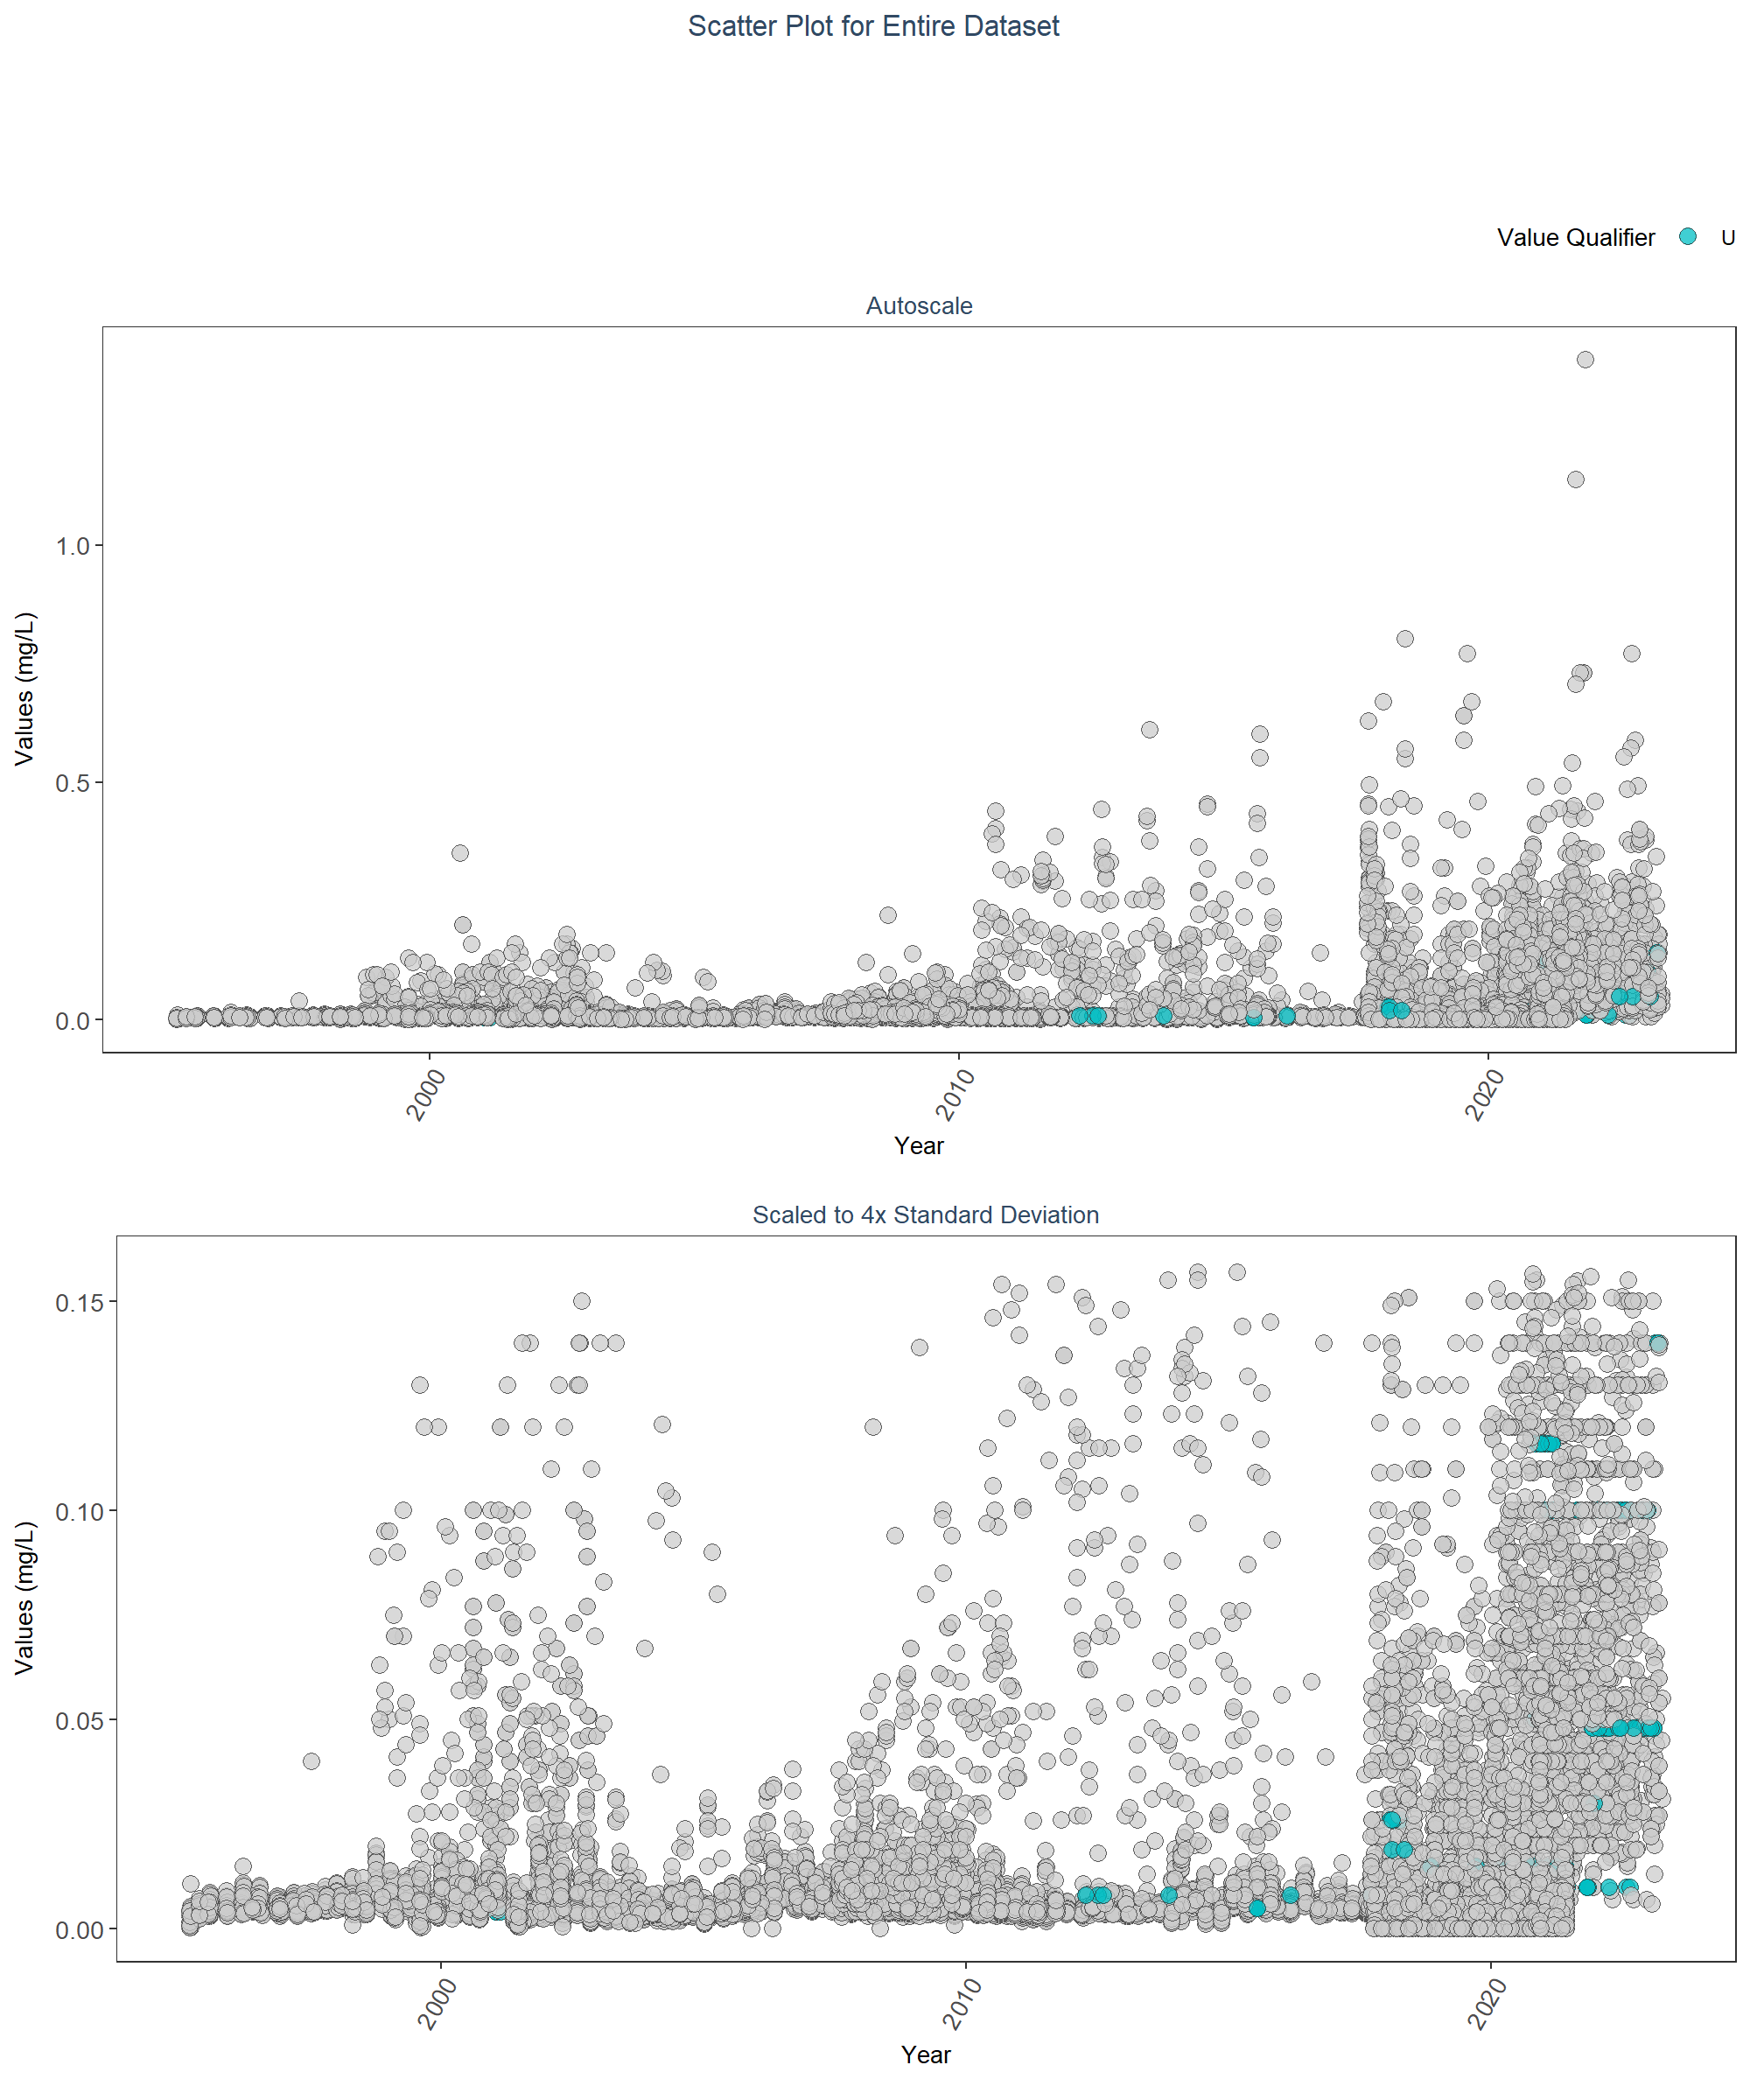 Scatter Plot for Entire Dataset
Value Qualifier U
Autoscale
1.0
0.5
0.0
Values (mg/L)
2000 2010 2020
Year
Scaled to 4x Standard Deviation
0.15
0.10
0.05
0.00
Values (mg/L)
2000 2010 2020
Year